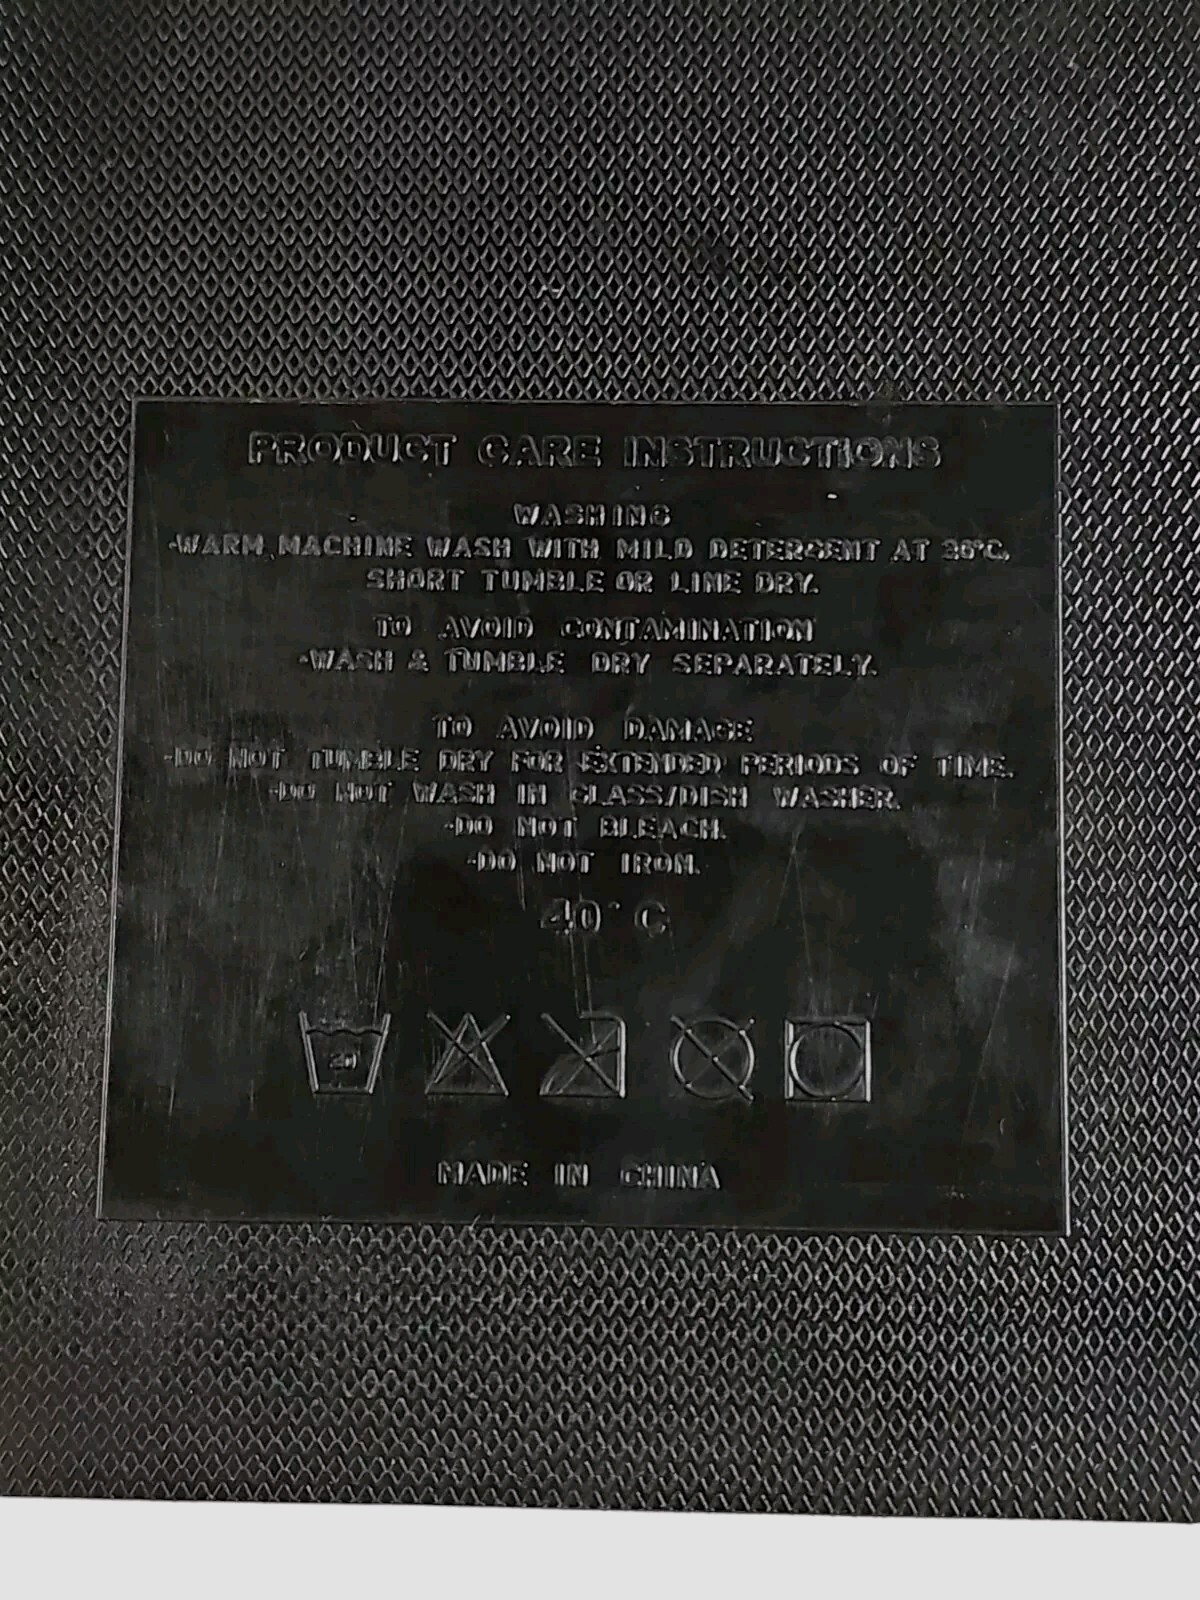 PRODUCT CARE INSTRUCTIONS
WASHING
-WARM MACHINE WASH WITH MILD DETERGENT AT 30°C.
SHORT TUMBLE OR LINE DRY.
TO AVOID CONTAMINATION
-WASH & TUMBLE DRY SEPARATELY.
TO AVOID DAMAGE
-DO NOT TUMBLE DRY FOR EXTENDED PERIODS OF TIME.
-DO NOT WASH IN GLASS/DISH WASHER.
-DO NOT BLEACH.
-DO NOT IRON.
40°C
MADE IN CHINA